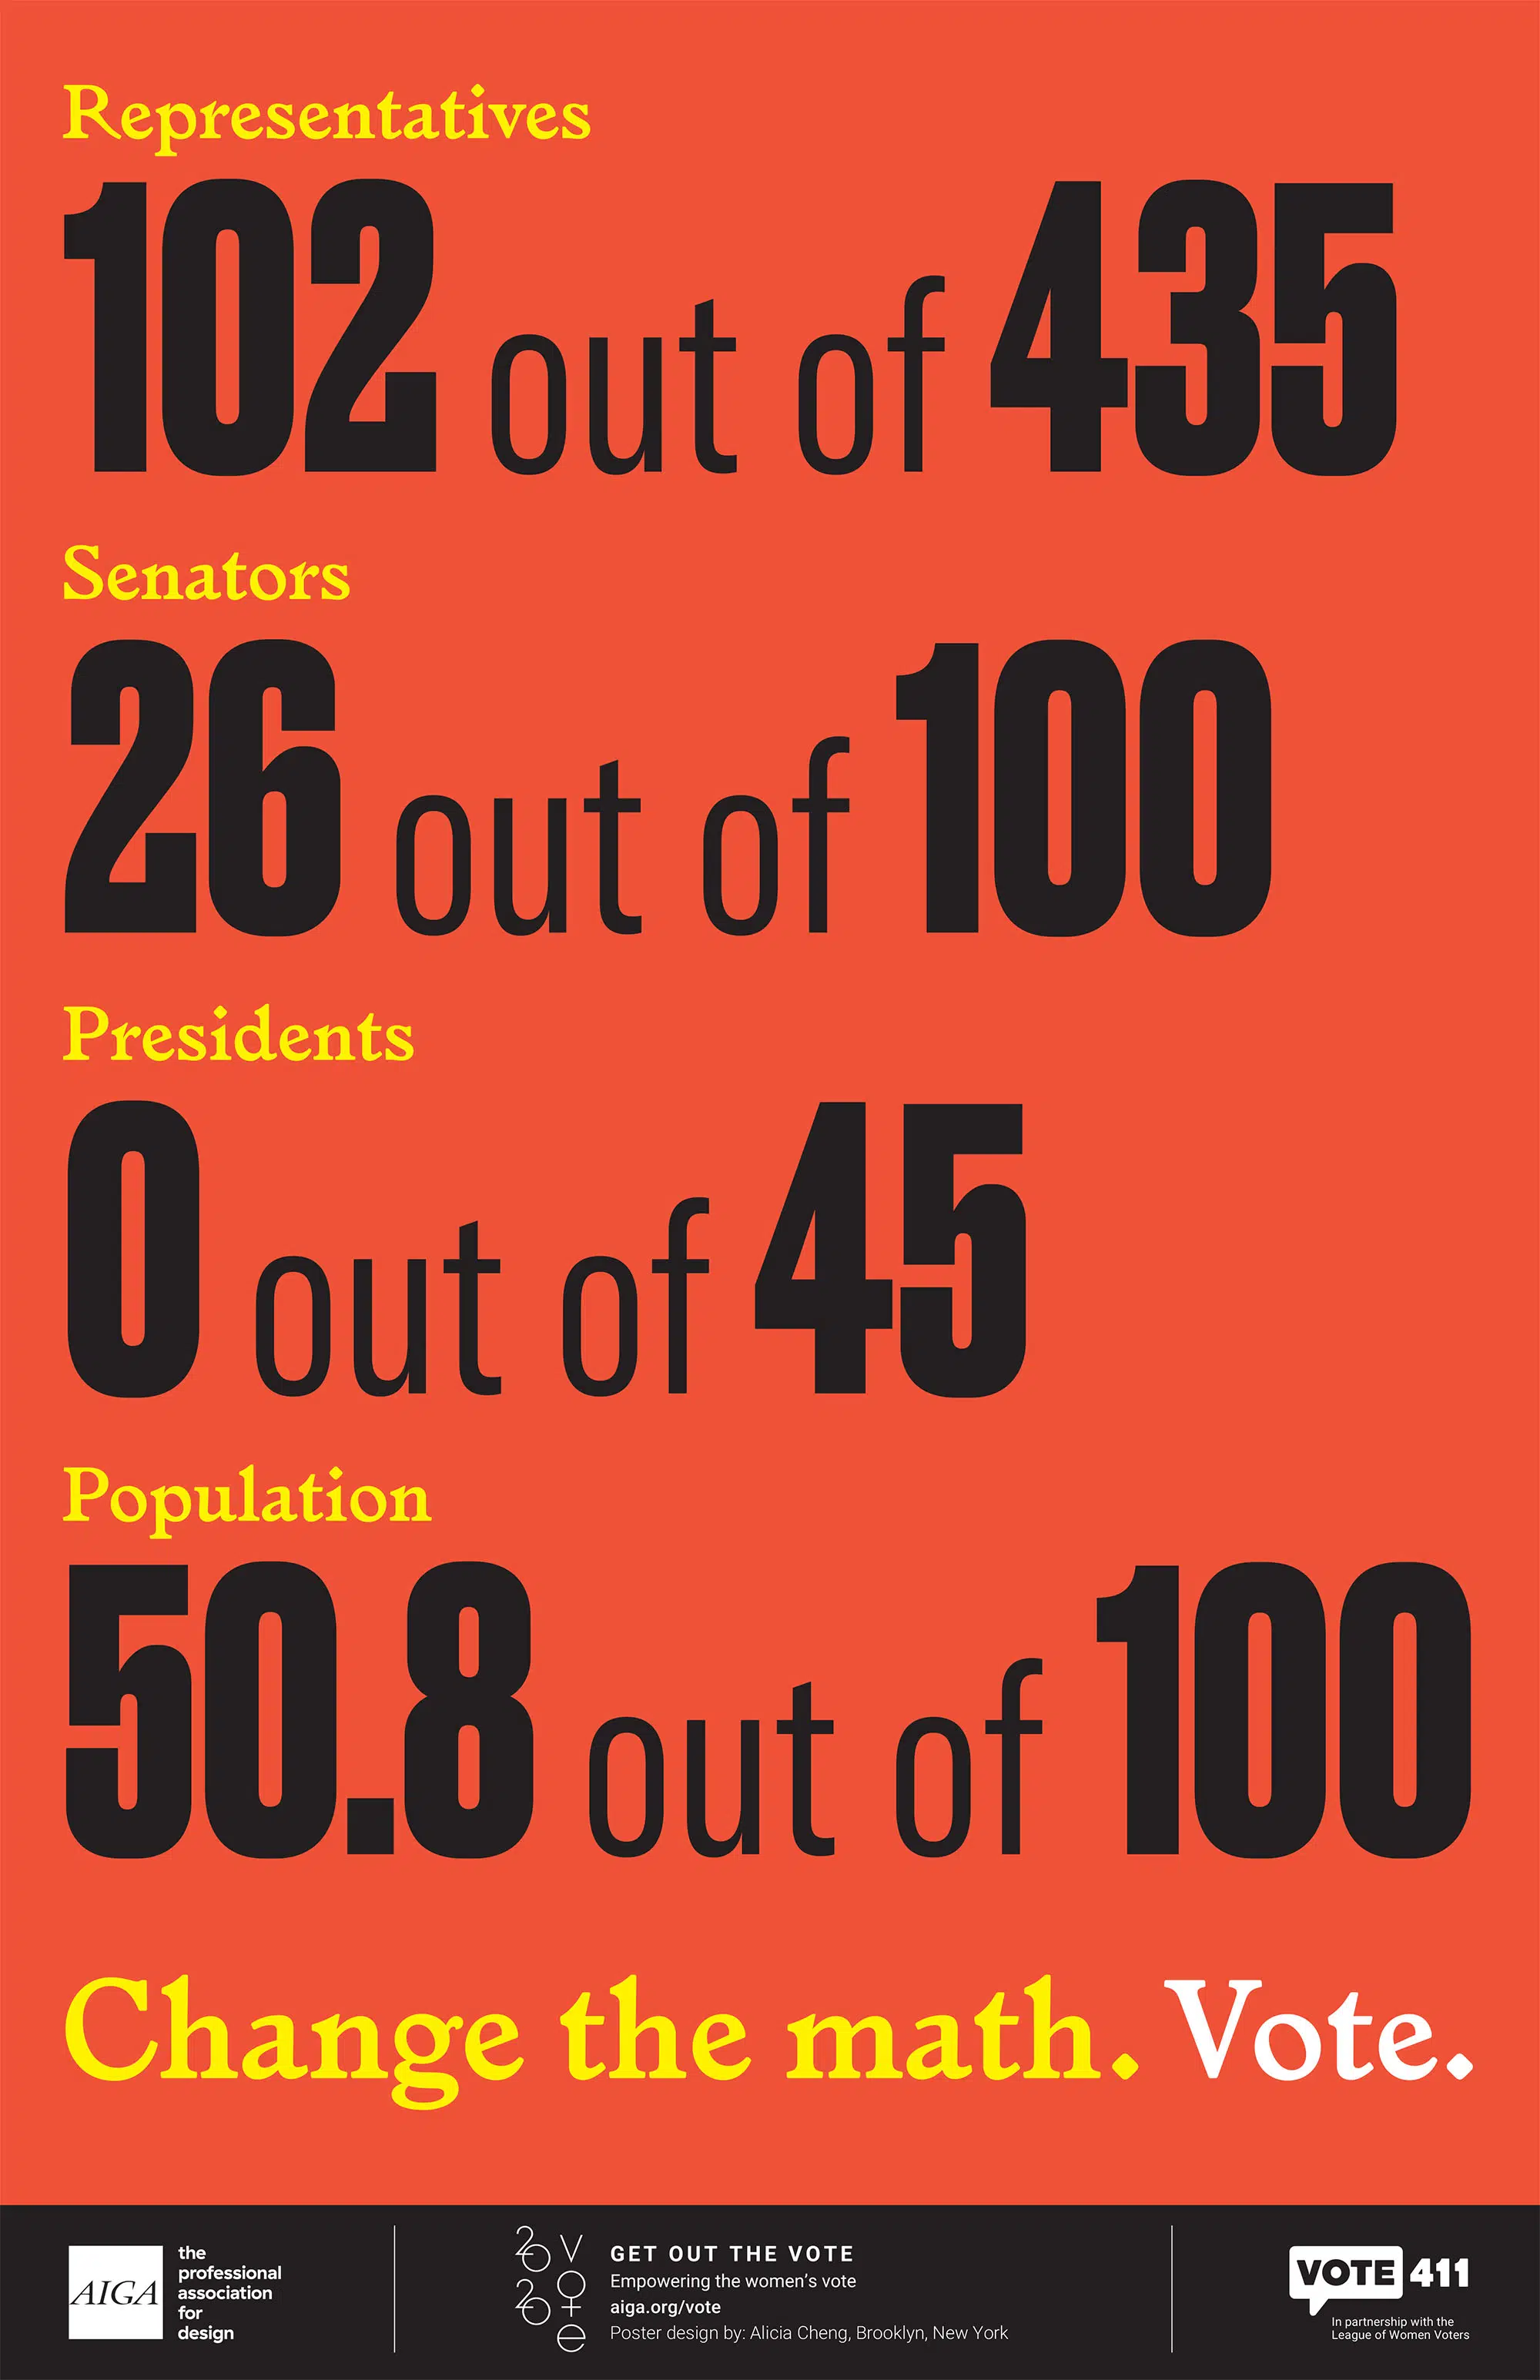 Representatives
102 out of 435
Senators
26 out of 100
Presidents
0 out of 45
Population
50.8 out of 100
Change the math. Vote.
AIGA
the
professional
association
for
design
20
20
V
o
t
e
GET OUT THE VOTE
Empowering the women’s vote
aiga.org/vote
Poster design by: Alicia Cheng, Brooklyn, New York
VOTE 411
In partnership with the
League of Women Voters